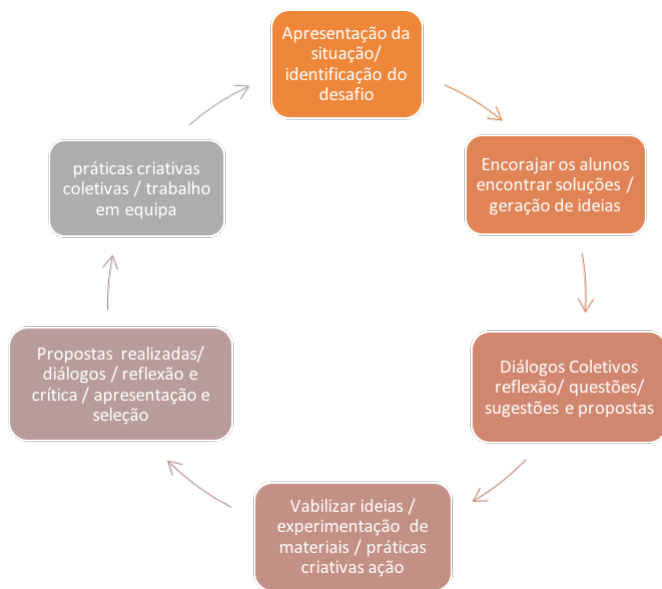 Apresentação da
situação/
identificação do
desafio
Encorajar os alunos
encontrar soluções /
geração de ideias
Diálogos Coletivos
reflexão/ questões/
sugestões e propostas
Vabilizar ideias /
experimentação de
materiais / práticas
criativas ação
Propostas realizadas/
diálogos / reflexão e
crítica / apresentação e
seleção
práticas criativas
coletivas / trabalho
em equipa